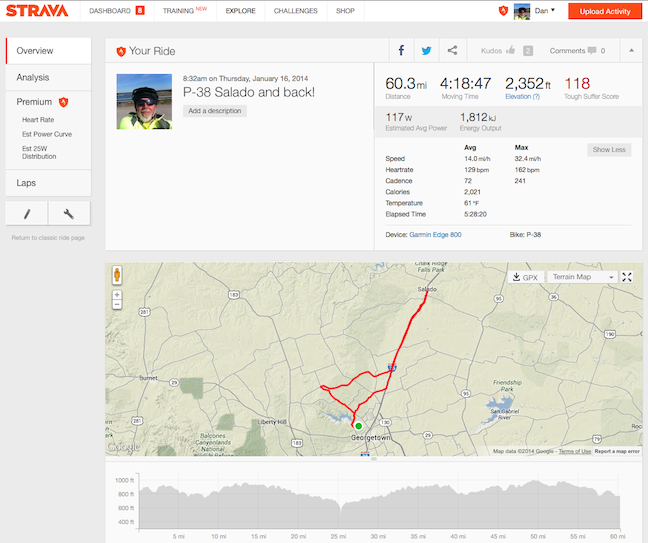 STRAVA DASHBOARD 8 TRAINING NEW EXPLORE CHALLENGES SHOP Dan Upload Activity
Overview
Analysis
Premium
Heart Rate
Est Power Curve
Est 25W
Distribution
Laps
Return to classic ride page
Your Ride Kudos 2 Comments 0
8:32am on Thursday, January 16, 2014
P-38 Salado and back!
Add a description
60.3mi 4:18:47 2,352ft 118
Distance Moving Time Elevation (?) Tough Suffer Score
117W 1,812kJ
Estimated Avg Power Energy Output
Avg Max Show Less
Speed 14.0 mi/h 32.4 mi/h
Heartrate 129 bpm 162 bpm
Cadence 72 241
Calories 2,021
Temperature 61 °F
Elapsed Time 5:28:20
Device: Garmin Edge 800 Bike: P-38
Chalk Ridge
Falls Park
GPX Terrain Map
Salado
183
95
36
281
Burnet
29
183
Friendship
Park
San Gabriel
River
Liberty Hill
130
Georgetown
Balcones
Canyonlands
National
Wildlife
Refuge
281
29
95
Google
Map data ©2014 Google - Terms of Use Report a map error
1000 ft
800 ft
600 ft
400 ft
5 mi 10 mi 15 mi 20 mi 25 mi 30 mi 35 mi 40 mi 45 mi 50 mi 55 mi 60 mi